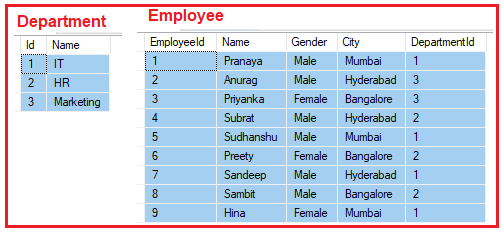 Department
Id Name
1 IT
2 HR
3 Marketing
Employee
EmployeeId Name Gender City DepartmentId
1 Pranaya Male Mumbai 1
2 Anurag Male Hyderabad 3
3 Priyanka Female Bangalore 3
4 Subrat Male Hyderabad 2
5 Sudhanshu Male Mumbai 1
6 Preety Female Bangalore 2
7 Sandeep Male Hyderabad 1
8 Sambit Male Bangalore 2
9 Hina Female Mumbai 1